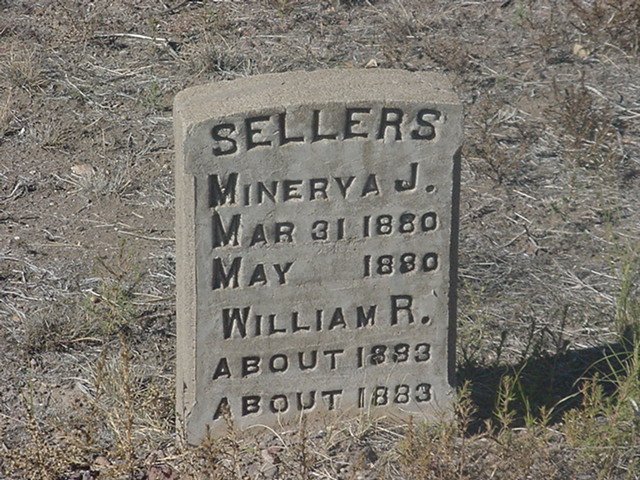 SELLERS
MINERVA J.
MAR 31 1880
MAY 1880
WILLIAM R.
ABOUT 1883
ABOUT 1883